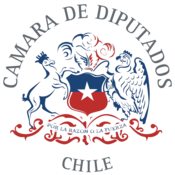 CAMARA DE DIPUTADOS
POR LA RAZON O LA FUERZA
CHILE